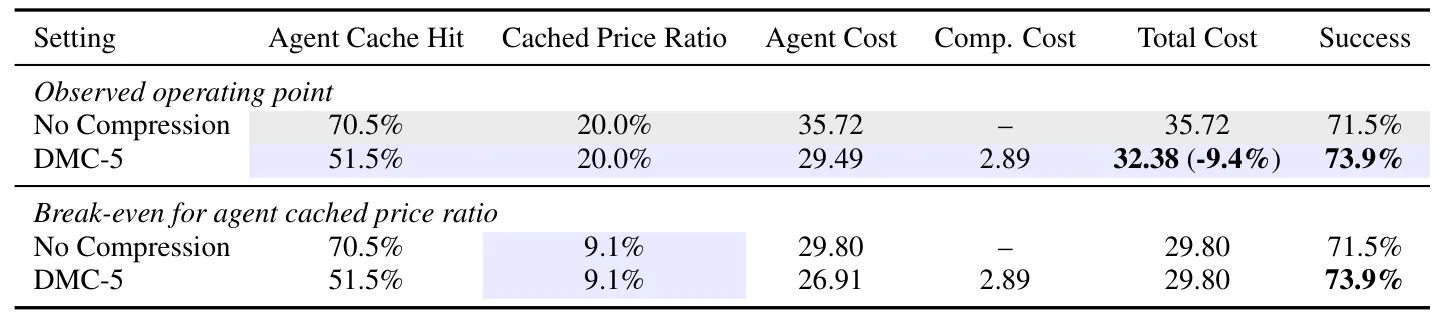 Setting Agent Cache Hit Cached Price Ratio Agent Cost Comp. Cost Total Cost Success
Observed operating point
No Compression 70.5% 20.0% 35.72 – 35.72 71.5%
DMC-5 51.5% 20.0% 29.49 2.89 32.38 (-9.4%) 73.9%
Break-even for agent cached price ratio
No Compression 70.5% 9.1% 29.80 – 29.80 71.5%
DMC-5 51.5% 9.1% 26.91 2.89 29.80 73.9%